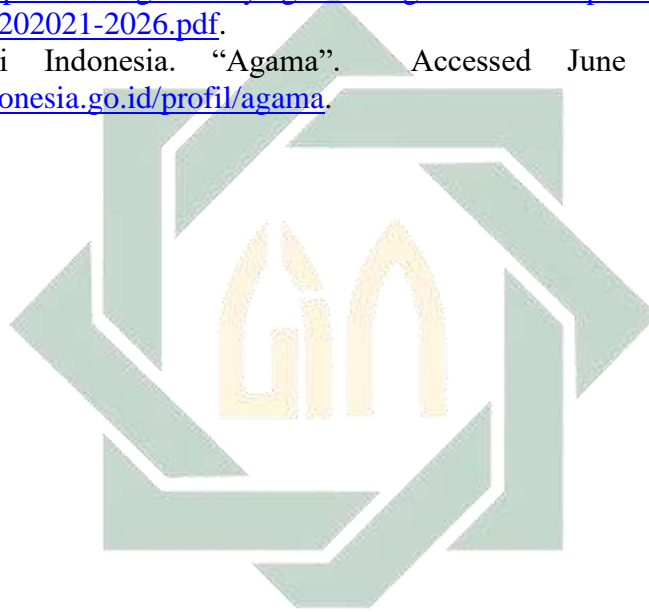 202021-2026.pdf.
i Indonesia. “Agama”. Accessed June
onesia.go.id/profil/agama.